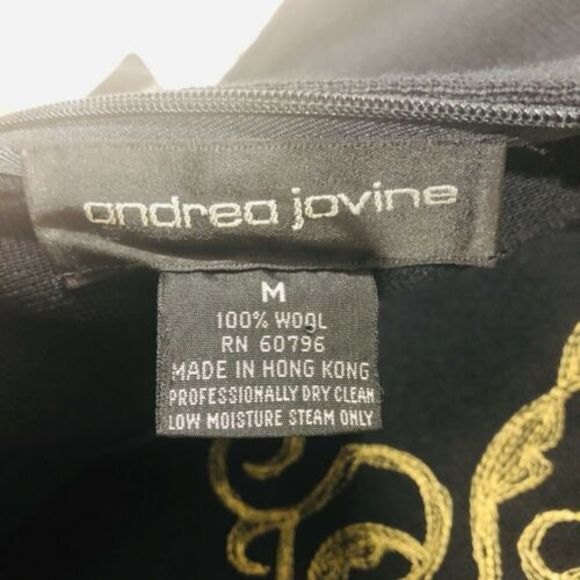 andrea jovine
M
100% WOOL
RN 60796
MADE IN HONG KONG
PROFESSIONALLY DRY CLEAN
LOW MOISTURE STEAM ONLY